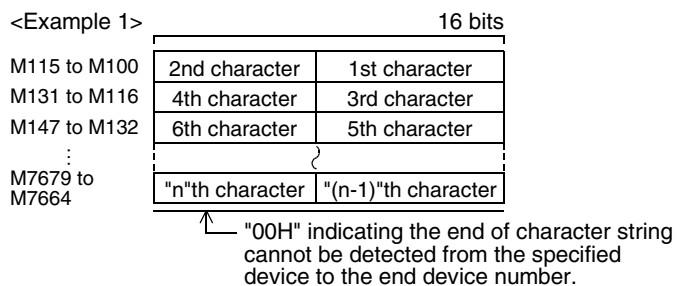 <Example 1> 16 bits
M115 to M100 2nd character 1st character
M131 to M116 4th character 3rd character
M147 to M132 6th character 5th character
⋮
M7679 to
M7664 "n"th character "(n-1)"th character
"00H" indicating the end of character string
cannot be detected from the specified
device to the end device number.